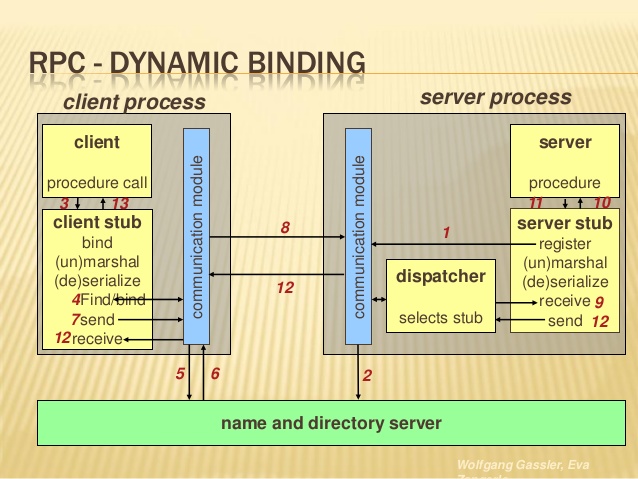 RPC - DYNAMIC BINDING
client process
server process
client
procedure call
3 13
client stub
bind
(un)marshal
(de)serialize
4Find/bind
7send
12receive
communication module
8
12
5 6
communication module
1
2
dispatcher
selects stub
server
procedure
11 10
server stub
register
(un)marshal
(de)serialize
receive 9
send 12
name and directory server
Wolfgang Gassler, Eva